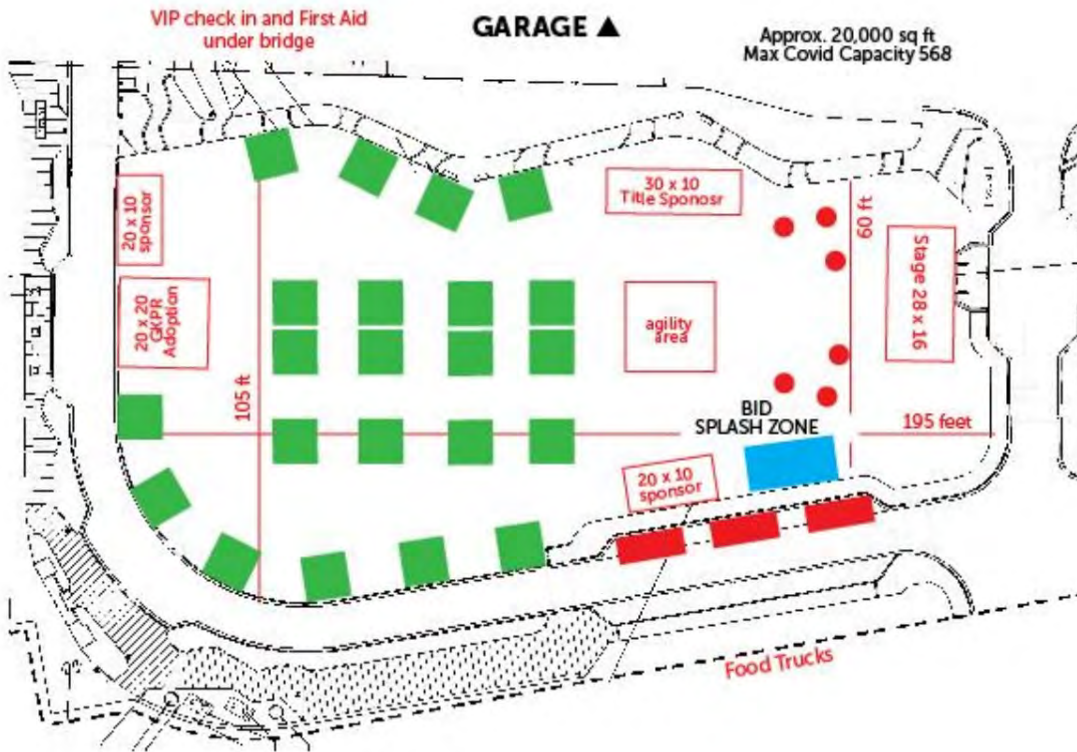 VIP check in and First Aid
under bridge
GARAGE ▲
Approx. 20,000 sq ft
Max Covid Capacity 568
20 x 10
sponsor
30 x 10
Title Sponosr
60 ft
Stage 28 x 16
20 x 20
GKPR
Adoption
agility
area
105 ft
BID
SPLASH ZONE
195 feet
20 x 10
sponsor
Food Trucks